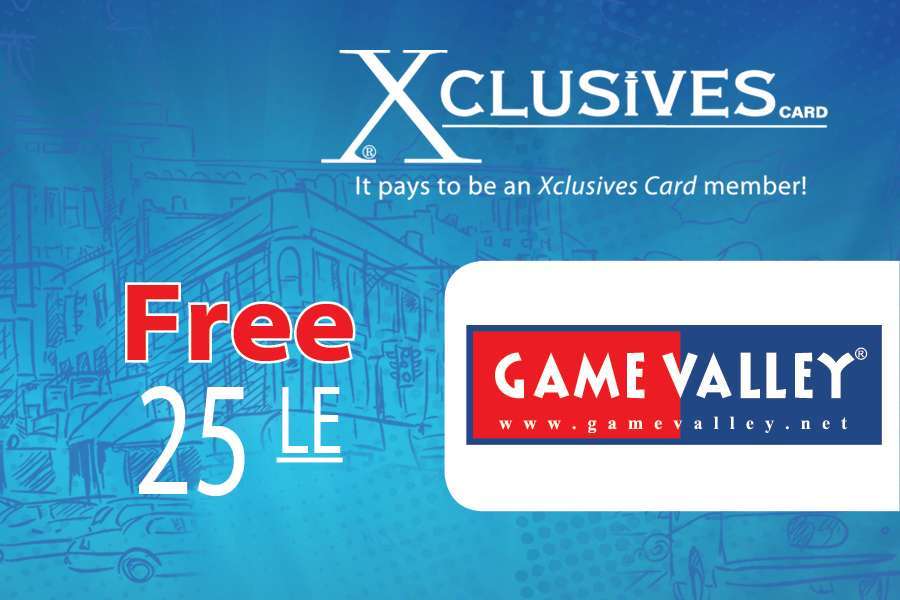 XCLUSiVES CARD
®
It pays to be an Xclusives Card member!
Free
25 LE
GAME VALLEY®
www.gamevalley.net